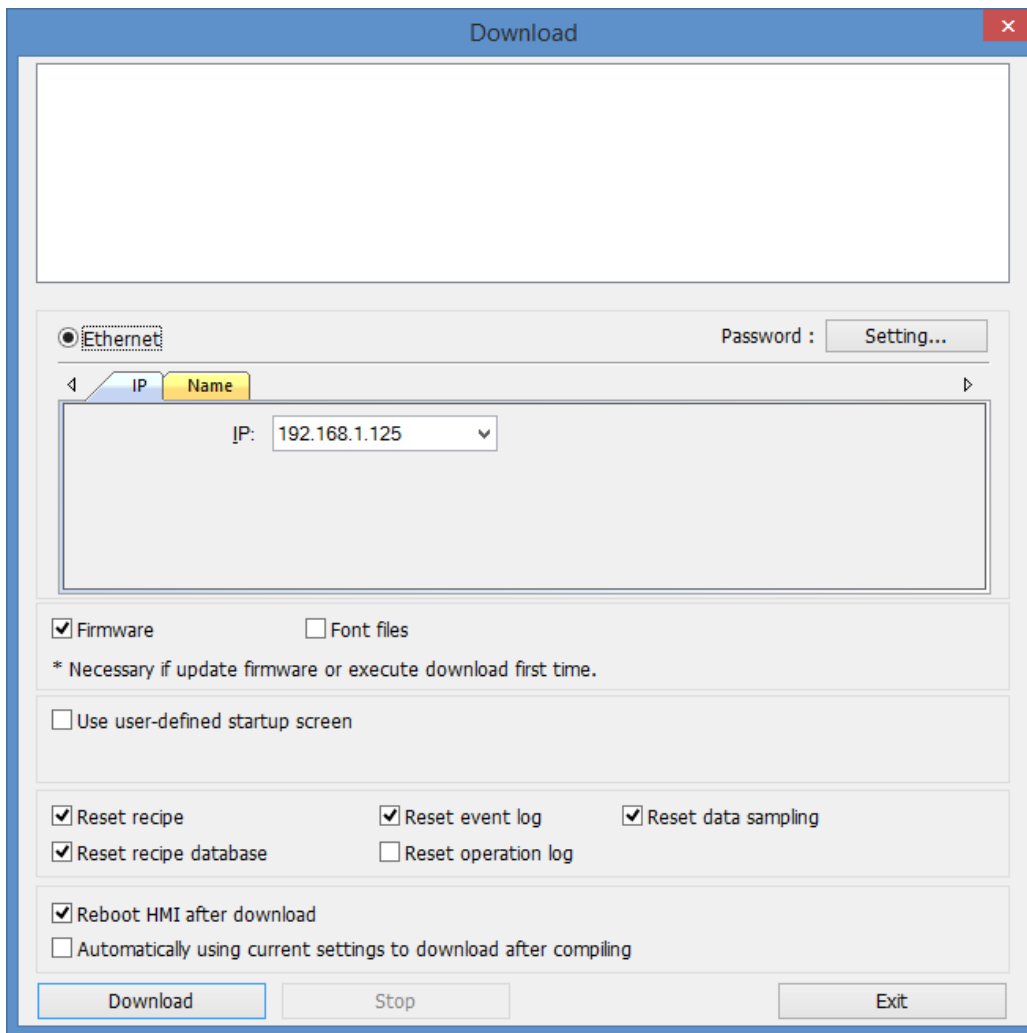 Download
Ethernet Password : Setting...
IP Name
IP: 192.168.1.125
Firmware Font files
* Necessary if update firmware or execute download first time.
Use user-defined startup screen
Reset recipe Reset event log Reset data sampling
Reset recipe database Reset operation log
Reboot HMI after download
Automatically using current settings to download after compiling
Download Stop Exit